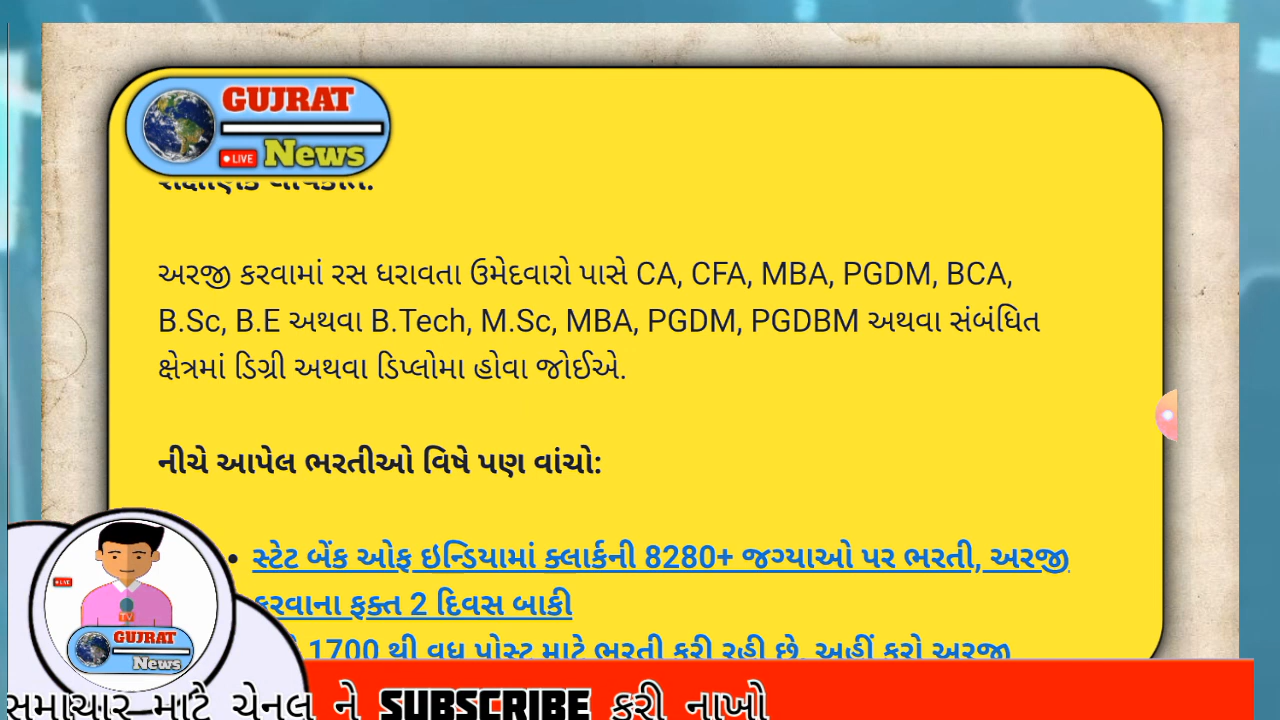 GUJRAT
LIVE News
અરજી કરવામાં રસ ધરાવતા ઉમેદવારો પાસે CA, CFA, MBA, PGDM, BCA,
B.Sc, B.E અથવા B.Tech, M.Sc, MBA, PGDM, PGDBM અથવા સંબંધિત
ક્ષેત્રમાં ડિગ્રી અથવા ડિપ્લોમા હોવા જોઈએ.
નીચે આપેલ ભરતીઓ વિષે પણ વાંચો:
• સ્ટેટ બેંક ઓફ ઇન્ડિયામાં ક્લાર્કની 8280+ જગ્યાઓ પર ભરતી, અરજી
કરવાના ફક્ત 2 દિવસ બાકી
1700 થી વધુ પોસ્ટ માટે ભરતી કરી રહી છે, અહીં કરો અરજી
LIVE
TV
GUJRAT
News
સમાચાર માટે ચેનલ ને SUBSCRIBE કરી નાખો